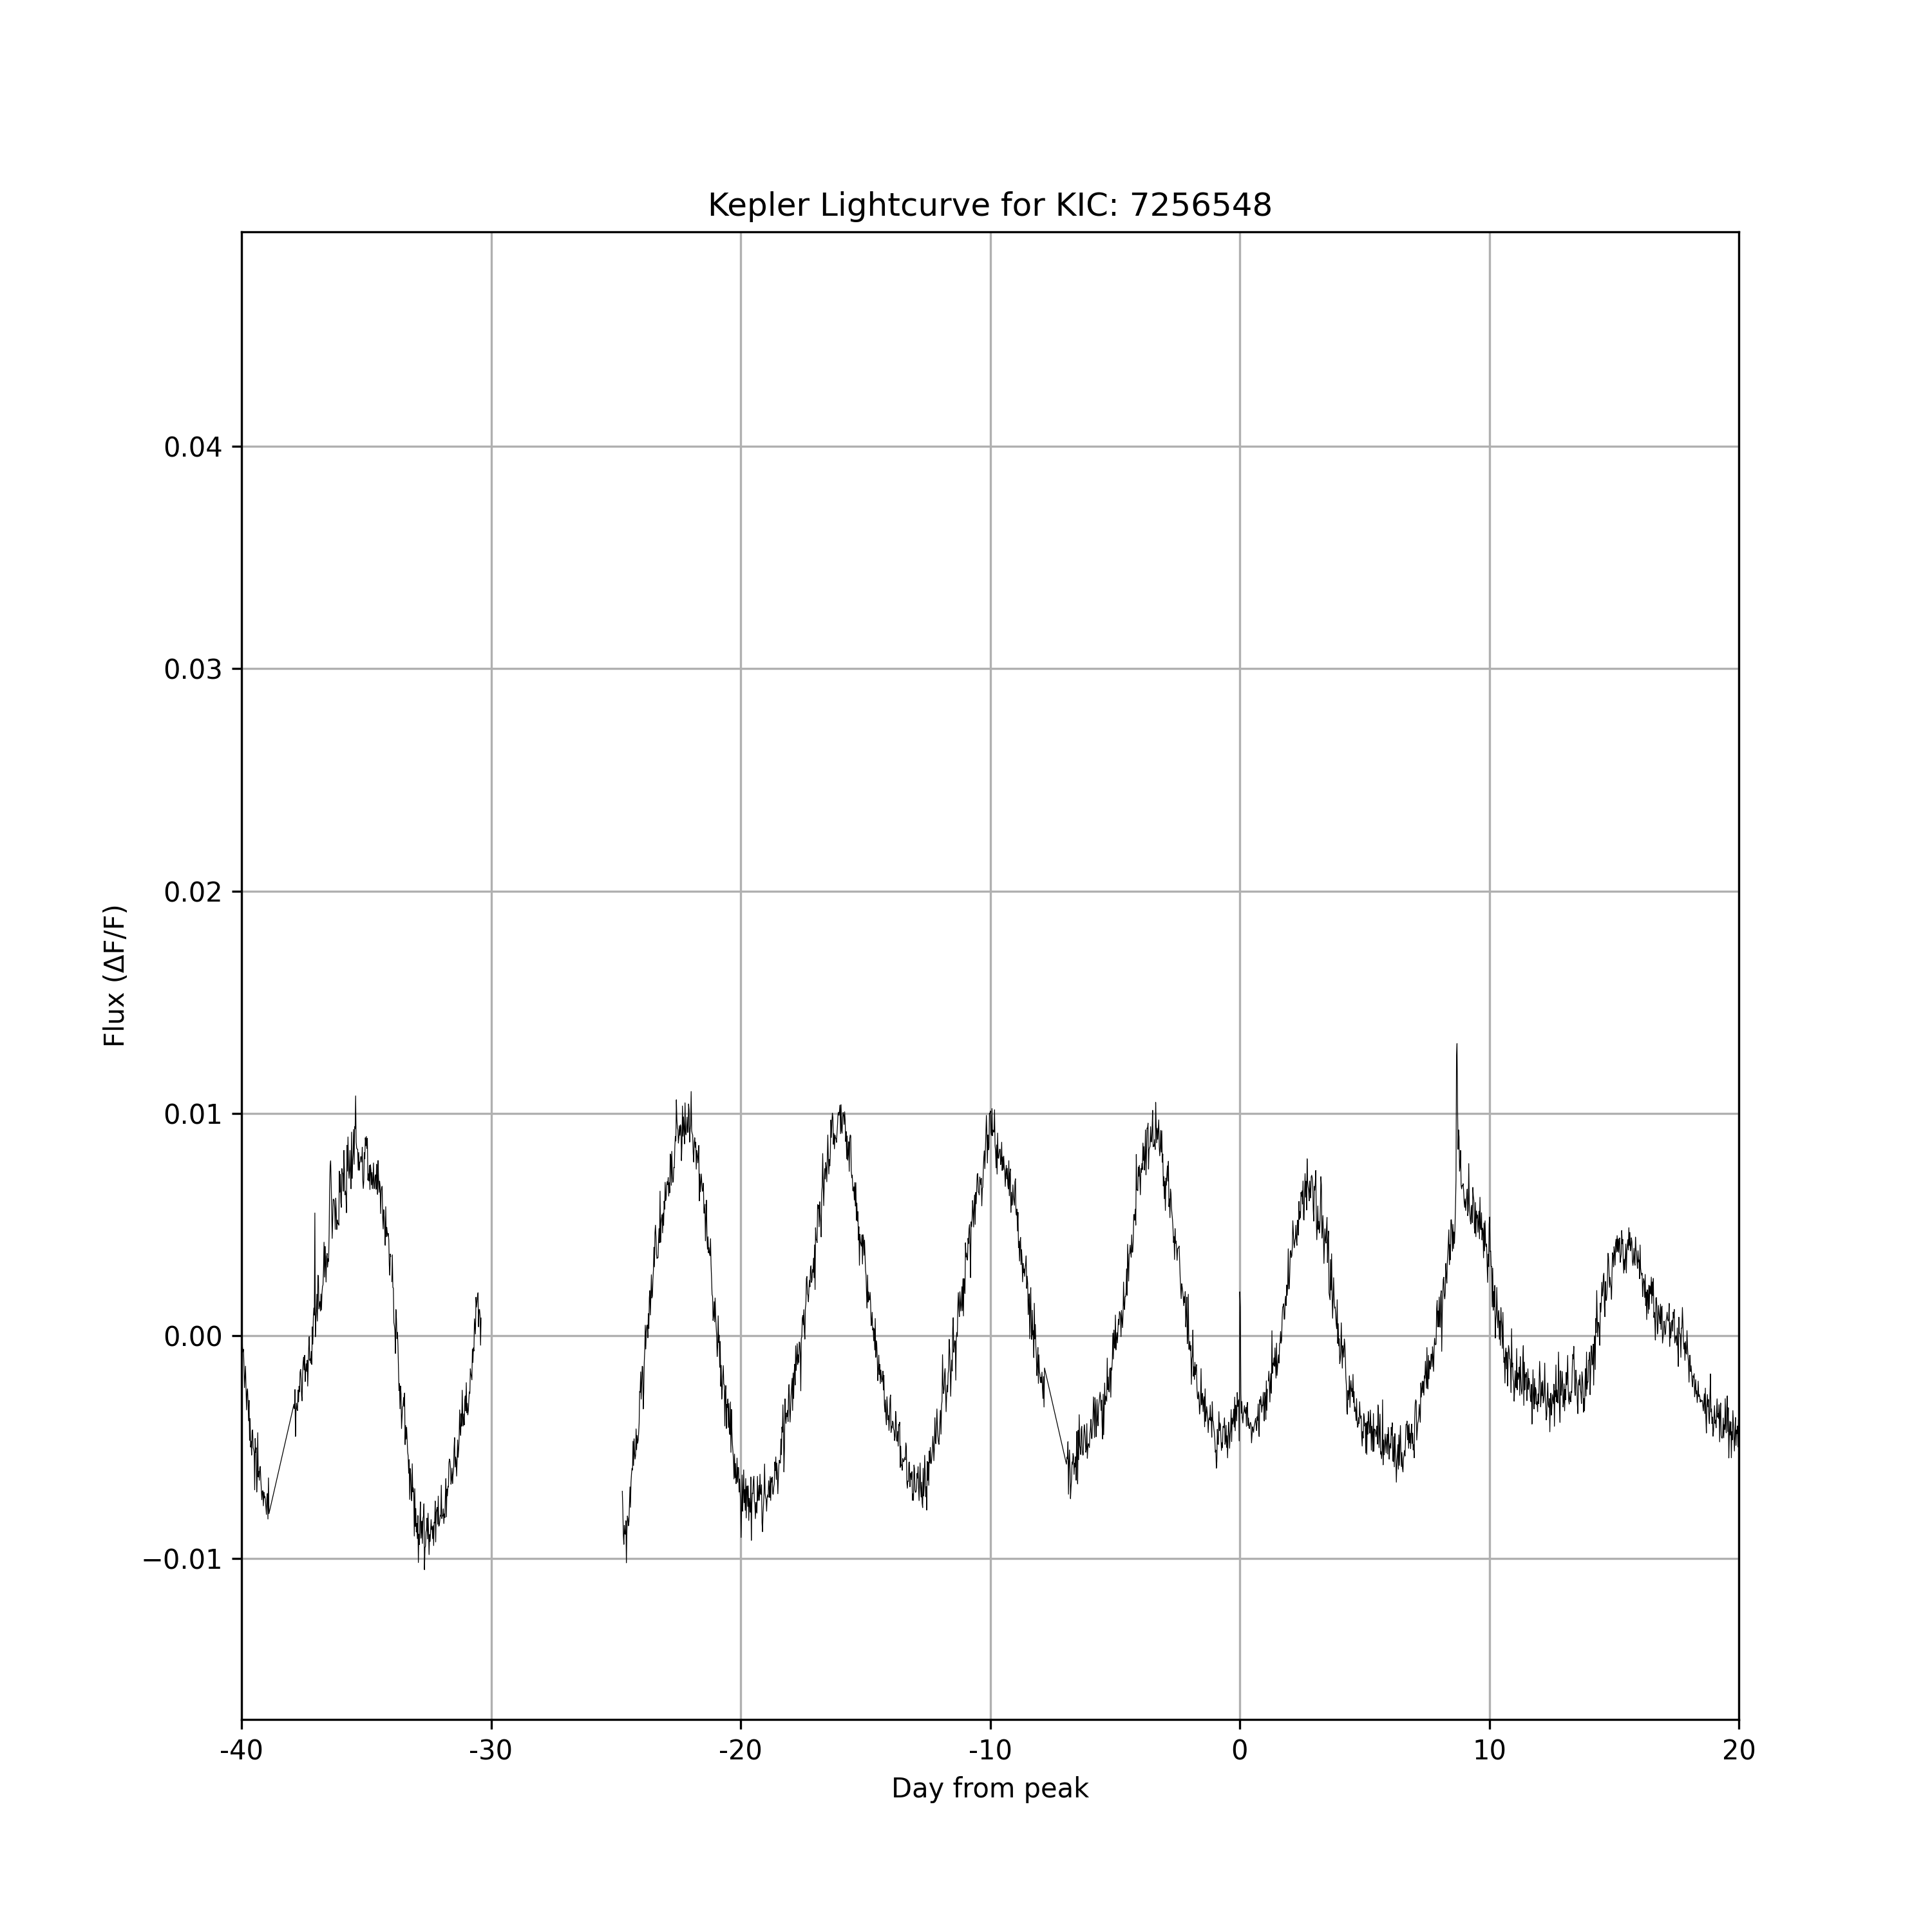 Kepler Lightcurve for KIC: 7256548
Flux (ΔF/F)
0.04
0.03
0.02
0.01
0.00
−0.01
-40 -30 -20 -10 0 10 20
Day from peak